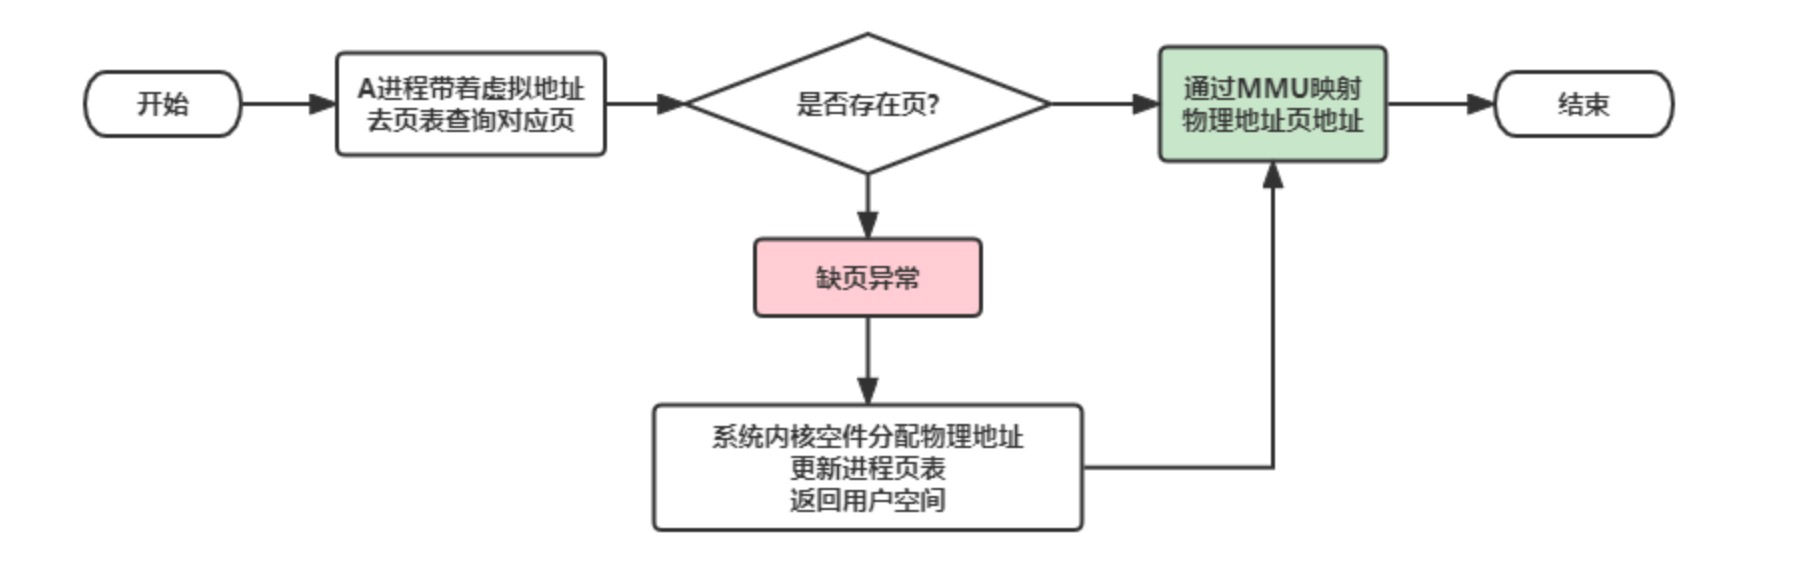 开始
A进程带着虚拟地址
去页表查询对应页
是否存在页?
通过MMU映射
物理地址页地址
结束
缺页异常
系统内核空件分配物理地址
更新进程页表
返回用户空间